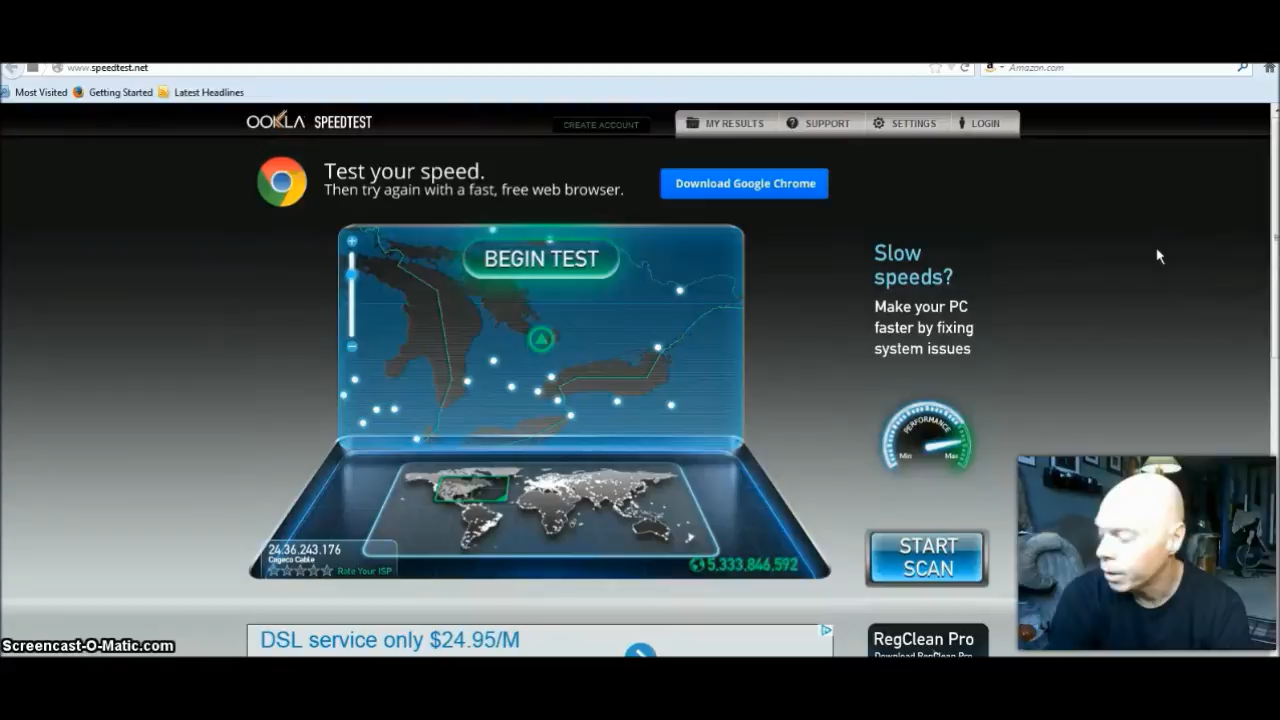 www.speedtest.net
Amazon.com
Most Visited Getting Started Latest Headlines
OOKLA SPEEDTEST
CREATE ACCOUNT
MY RESULTS SUPPORT SETTINGS LOGIN
Test your speed.
Then try again with a fast, free web browser.
Download Google Chrome
BEGIN TEST
Slow
speeds?
Make your PC
faster by fixing
system issues
PERFORMANCE
Min Max
START
SCAN
24.36.243.176
Cogeco Cable
Rate Your ISP
5,333,846,592
DSL service only $24.95/M
RegClean Pro
Download RegClean Pro
Screencast-O-Matic.com